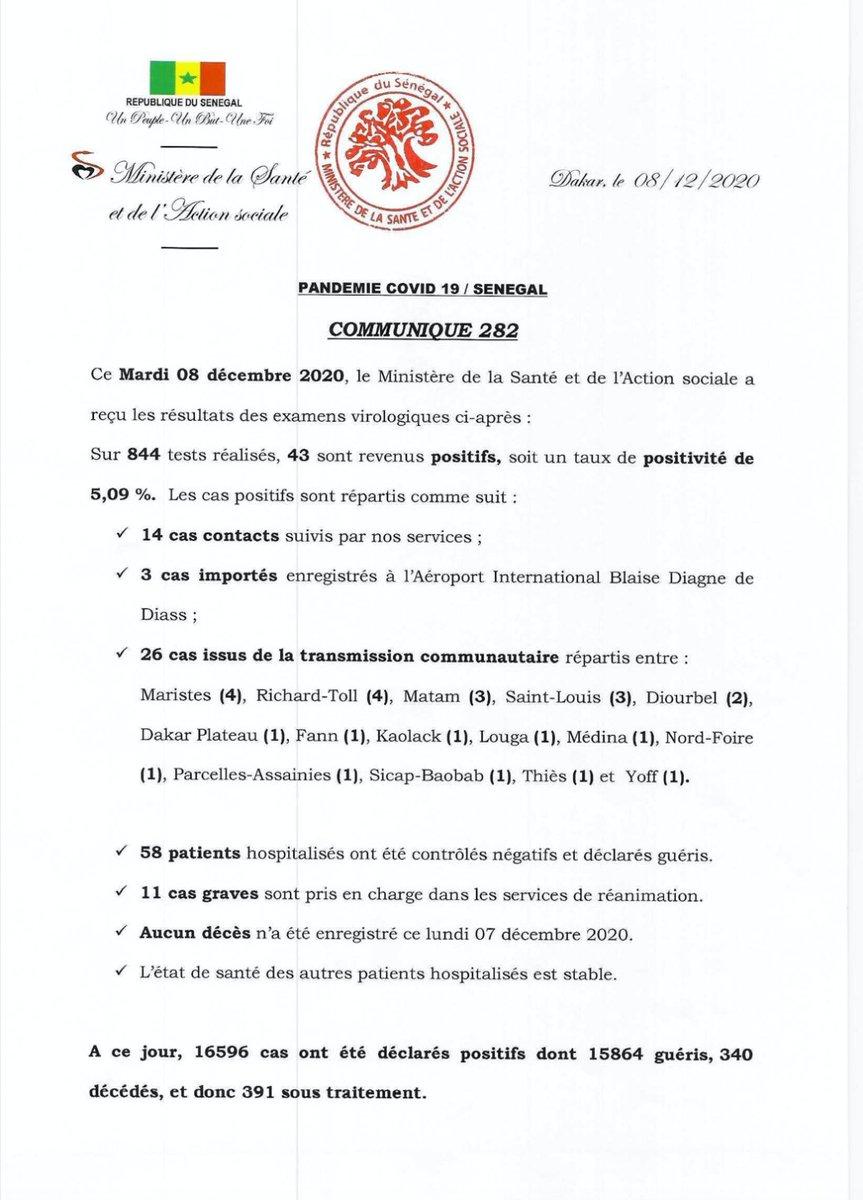 REPUBLIQUE DU SENEGAL
Un Peuple-Un But-Une Foi
Ministère de la Santé
et de l'Action sociale
République du Sénégal
MINISTERE DE LA SANTE ET DE L'ACTION SOCIALE
Dakar, le 08/12/2020
PANDEMIE COVID 19 / SENEGAL
COMMUNIQUE 282
Ce Mardi 08 décembre 2020, le Ministère de la Santé et de l'Action sociale a
reçu les résultats des examens virologiques ci-après :
Sur 844 tests réalisés, 43 sont revenus positifs, soit un taux de positivité de
5,09 %. Les cas positifs sont répartis comme suit :
✓ 14 cas contacts suivis par nos services ;
✓ 3 cas importés enregistrés à l'Aéroport International Blaise Diagne de
Diass ;
✓ 26 cas issus de la transmission communautaire répartis entre :
Maristes (4), Richard-Toll (4), Matam (3), Saint-Louis (3), Diourbel (2),
Dakar Plateau (1), Fann (1), Kaolack (1), Louga (1), Médina (1), Nord-Foire
(1), Parcelles-Assainies (1), Sicap-Baobab (1), Thiès (1) et Yoff (1).
✓ 58 patients hospitalisés ont été contrôlés négatifs et déclarés guéris.
✓ 11 cas graves sont pris en charge dans les services de réanimation.
✓ Aucun décès n'a été enregistré ce lundi 07 décembre 2020.
✓ L'état de santé des autres patients hospitalisés est stable.
A ce jour, 16596 cas ont été déclarés positifs dont 15864 guéris, 340
décédés, et donc 391 sous traitement.